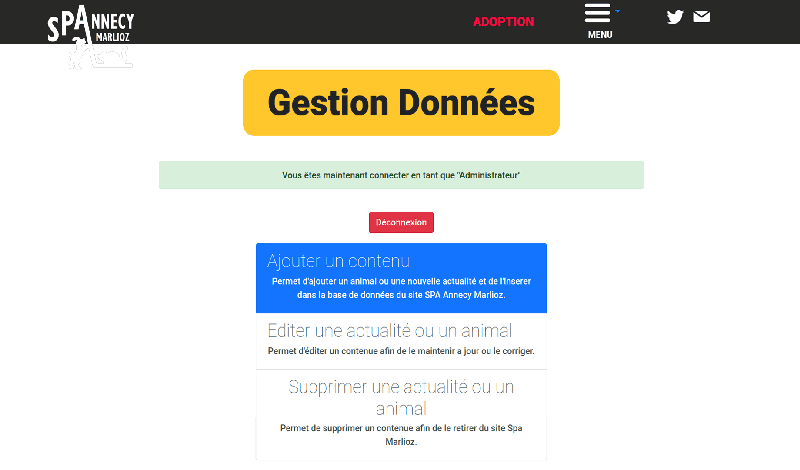 SPANNECY
MARLIOZ
ADOPTION
MENU
Gestion Données
Vous êtes maintenant connecter en tant que "Administrateur"
Déconnexion
Ajouter un contenu
Permet d'ajouter un animal ou une nouvelle actualité et de l'inserer
dans la base de données du site SPA Annecy Marlioz.
Editer une actualité ou un animal
Permet d'éditer un contenue afin de le maintenir a jour ou le corriger.
Supprimer une actualité ou un
animal
Permet de supprimer un contenue afin de le retirer du site Spa
Marlioz.